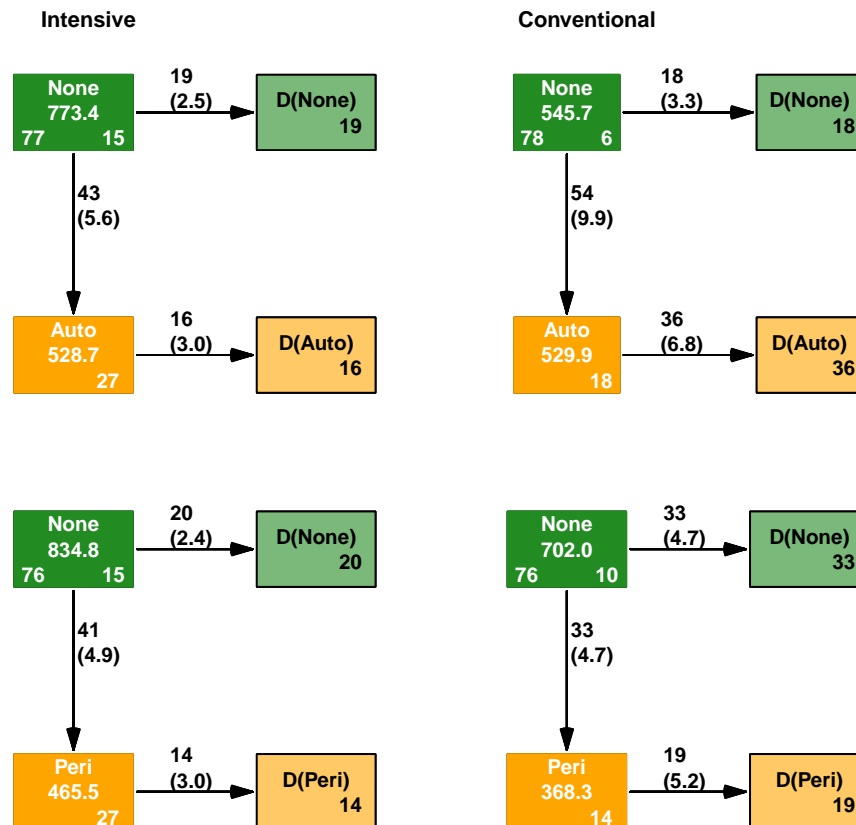 Intensive
Conventional
None
773.4
77 15
19
(2.5)
D(None)
19
43
(5.6)
Auto
528.7
27
16
(3.0)
D(Auto)
16
None
545.7
78 6
18
(3.3)
D(None)
18
54
(9.9)
Auto
529.9
18
36
(6.8)
D(Auto)
36
None
834.8
76 15
20
(2.4)
D(None)
20
41
(4.9)
Peri
465.5
27
14
(3.0)
D(Peri)
14
None
702.0
76 10
33
(4.7)
D(None)
33
33
(4.7)
Peri
368.3
14
19
(5.2)
D(Peri)
19